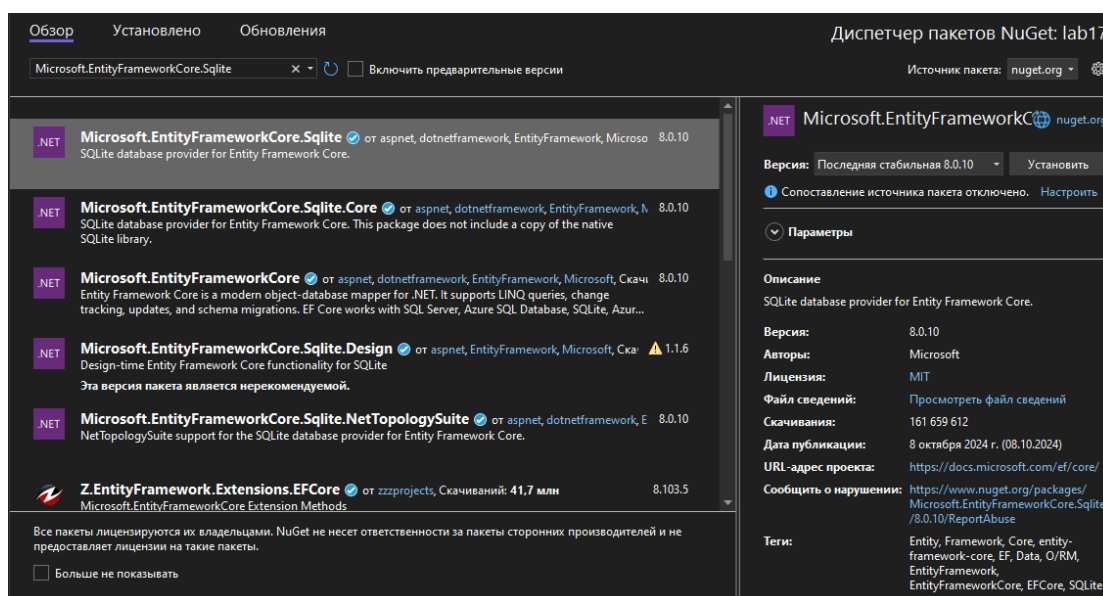 Обзор Установлено Обновления
Диспетчер пакетов NuGet: lab17
Microsoft.EntityFrameworkCore.Sqlite
Включить предварительные версии
Источник пакета: nuget.org
.NET
Microsoft.EntityFrameworkCore.Sqlite от aspnet, dotnetframework, EntityFramework, Microso 8.0.10
SQLite database provider for Entity Framework Core.
.NET
Microsoft.EntityFrameworkCore.Sqlite.Core от aspnet, dotnetframework, EntityFramework, 8.0.10
SQLite database provider for Entity Framework Core. This package does not include a copy of the native
SQLite library.
.NET
Microsoft.EntityFrameworkCore от aspnet, dotnetframework, EntityFramework, Microsoft, Скачи 8.0.10
Entity Framework Core is a modern object-database mapper for .NET. It supports LINQ queries, change
tracking, updates, and schema migrations. EF Core works with SQL Server, Azure SQL Database, SQLite, Azur...
.NET
Microsoft.EntityFrameworkCore.Sqlite.Design от aspnet, EntityFramework, Microsoft, Ска 1.1.6
Design-time Entity Framework Core functionality for SQLite
Эта версия пакета является нерекомендуемой.
.NET
Microsoft.EntityFrameworkCore.Sqlite.NetTopologySuite от aspnet, dotnetframework, E 8.0.10
NetTopologySuite support for the SQLite database provider for Entity Framework Core.
Z.EntityFramework.Extensions.EFCore от zzzprojects, Скачиваний: 41,7 млн 8.103.5
Microsoft.EntityFrameworkCore Extension Methods
Все пакеты лицензируются их владельцами. NuGet не несет ответственности за пакеты сторонних производителей и не
предоставляет лицензии на такие пакеты.
Больше не показывать
.NET
Microsoft.EntityFrameworkC nuget.org
Версия: Последняя стабильная 8.0.10 Установить
Сопоставление источника пакета отключено. Настроить
Параметры
Описание
SQLite database provider for Entity Framework Core.
Версия: 8.0.10
Авторы: Microsoft
Лицензия: MIT
Файл сведений: Просмотреть файл сведений
Скачивания: 161 659 612
Дата публикации: 8 октября 2024 г. (08.10.2024)
URL-адрес проекта: https://docs.microsoft.com/ef/core/
Сообщить о нарушении: https://www.nuget.org/packages/
Microsoft.EntityFrameworkCore.Sqlite
/8.0.10/ReportAbuse
Теги: Entity, Framework, Core, entity-
framework-core, EF, Data, O/RM,
EntityFramework,
EntityFrameworkCore, EFCore, SQLite